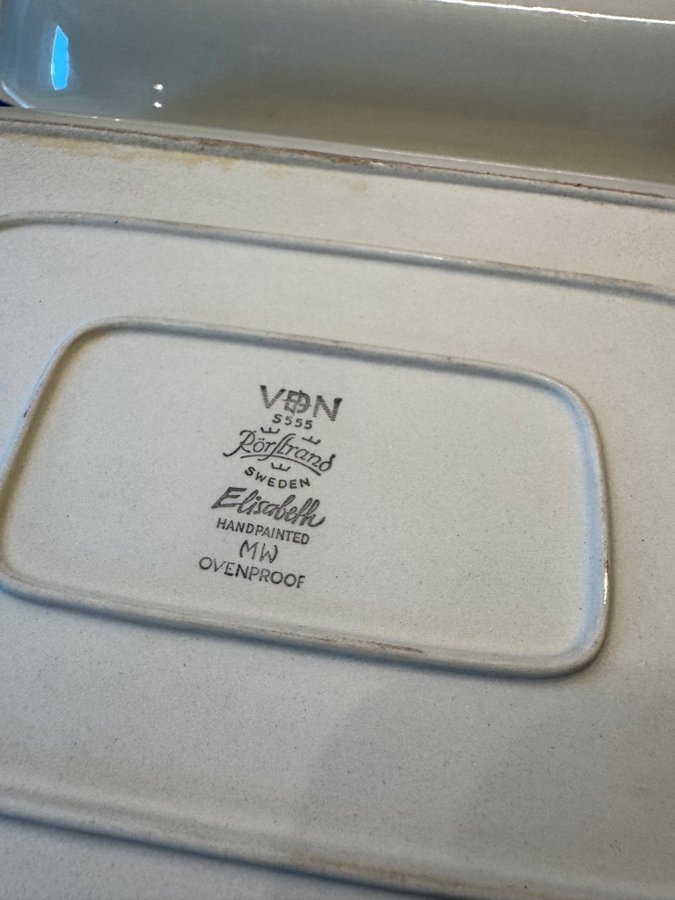 VDN
S555
Rörstrand
SWEDEN
Elisabeth
HANDPAINTED
MW
OVENPROOF